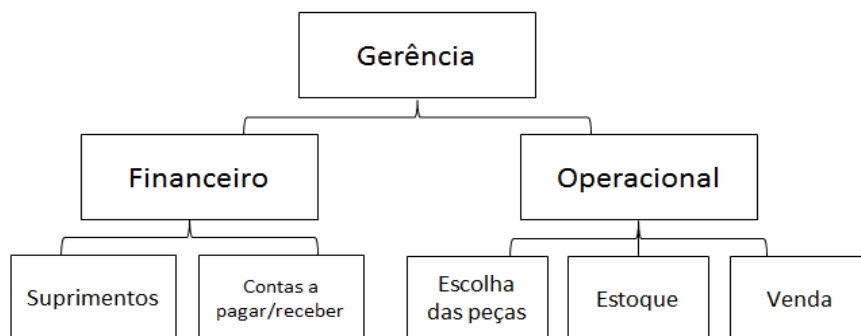 Gerência
Financeiro
Operacional
Suprimentos
Contas a
pagar/receber
Escolha
das peças
Estoque
Venda